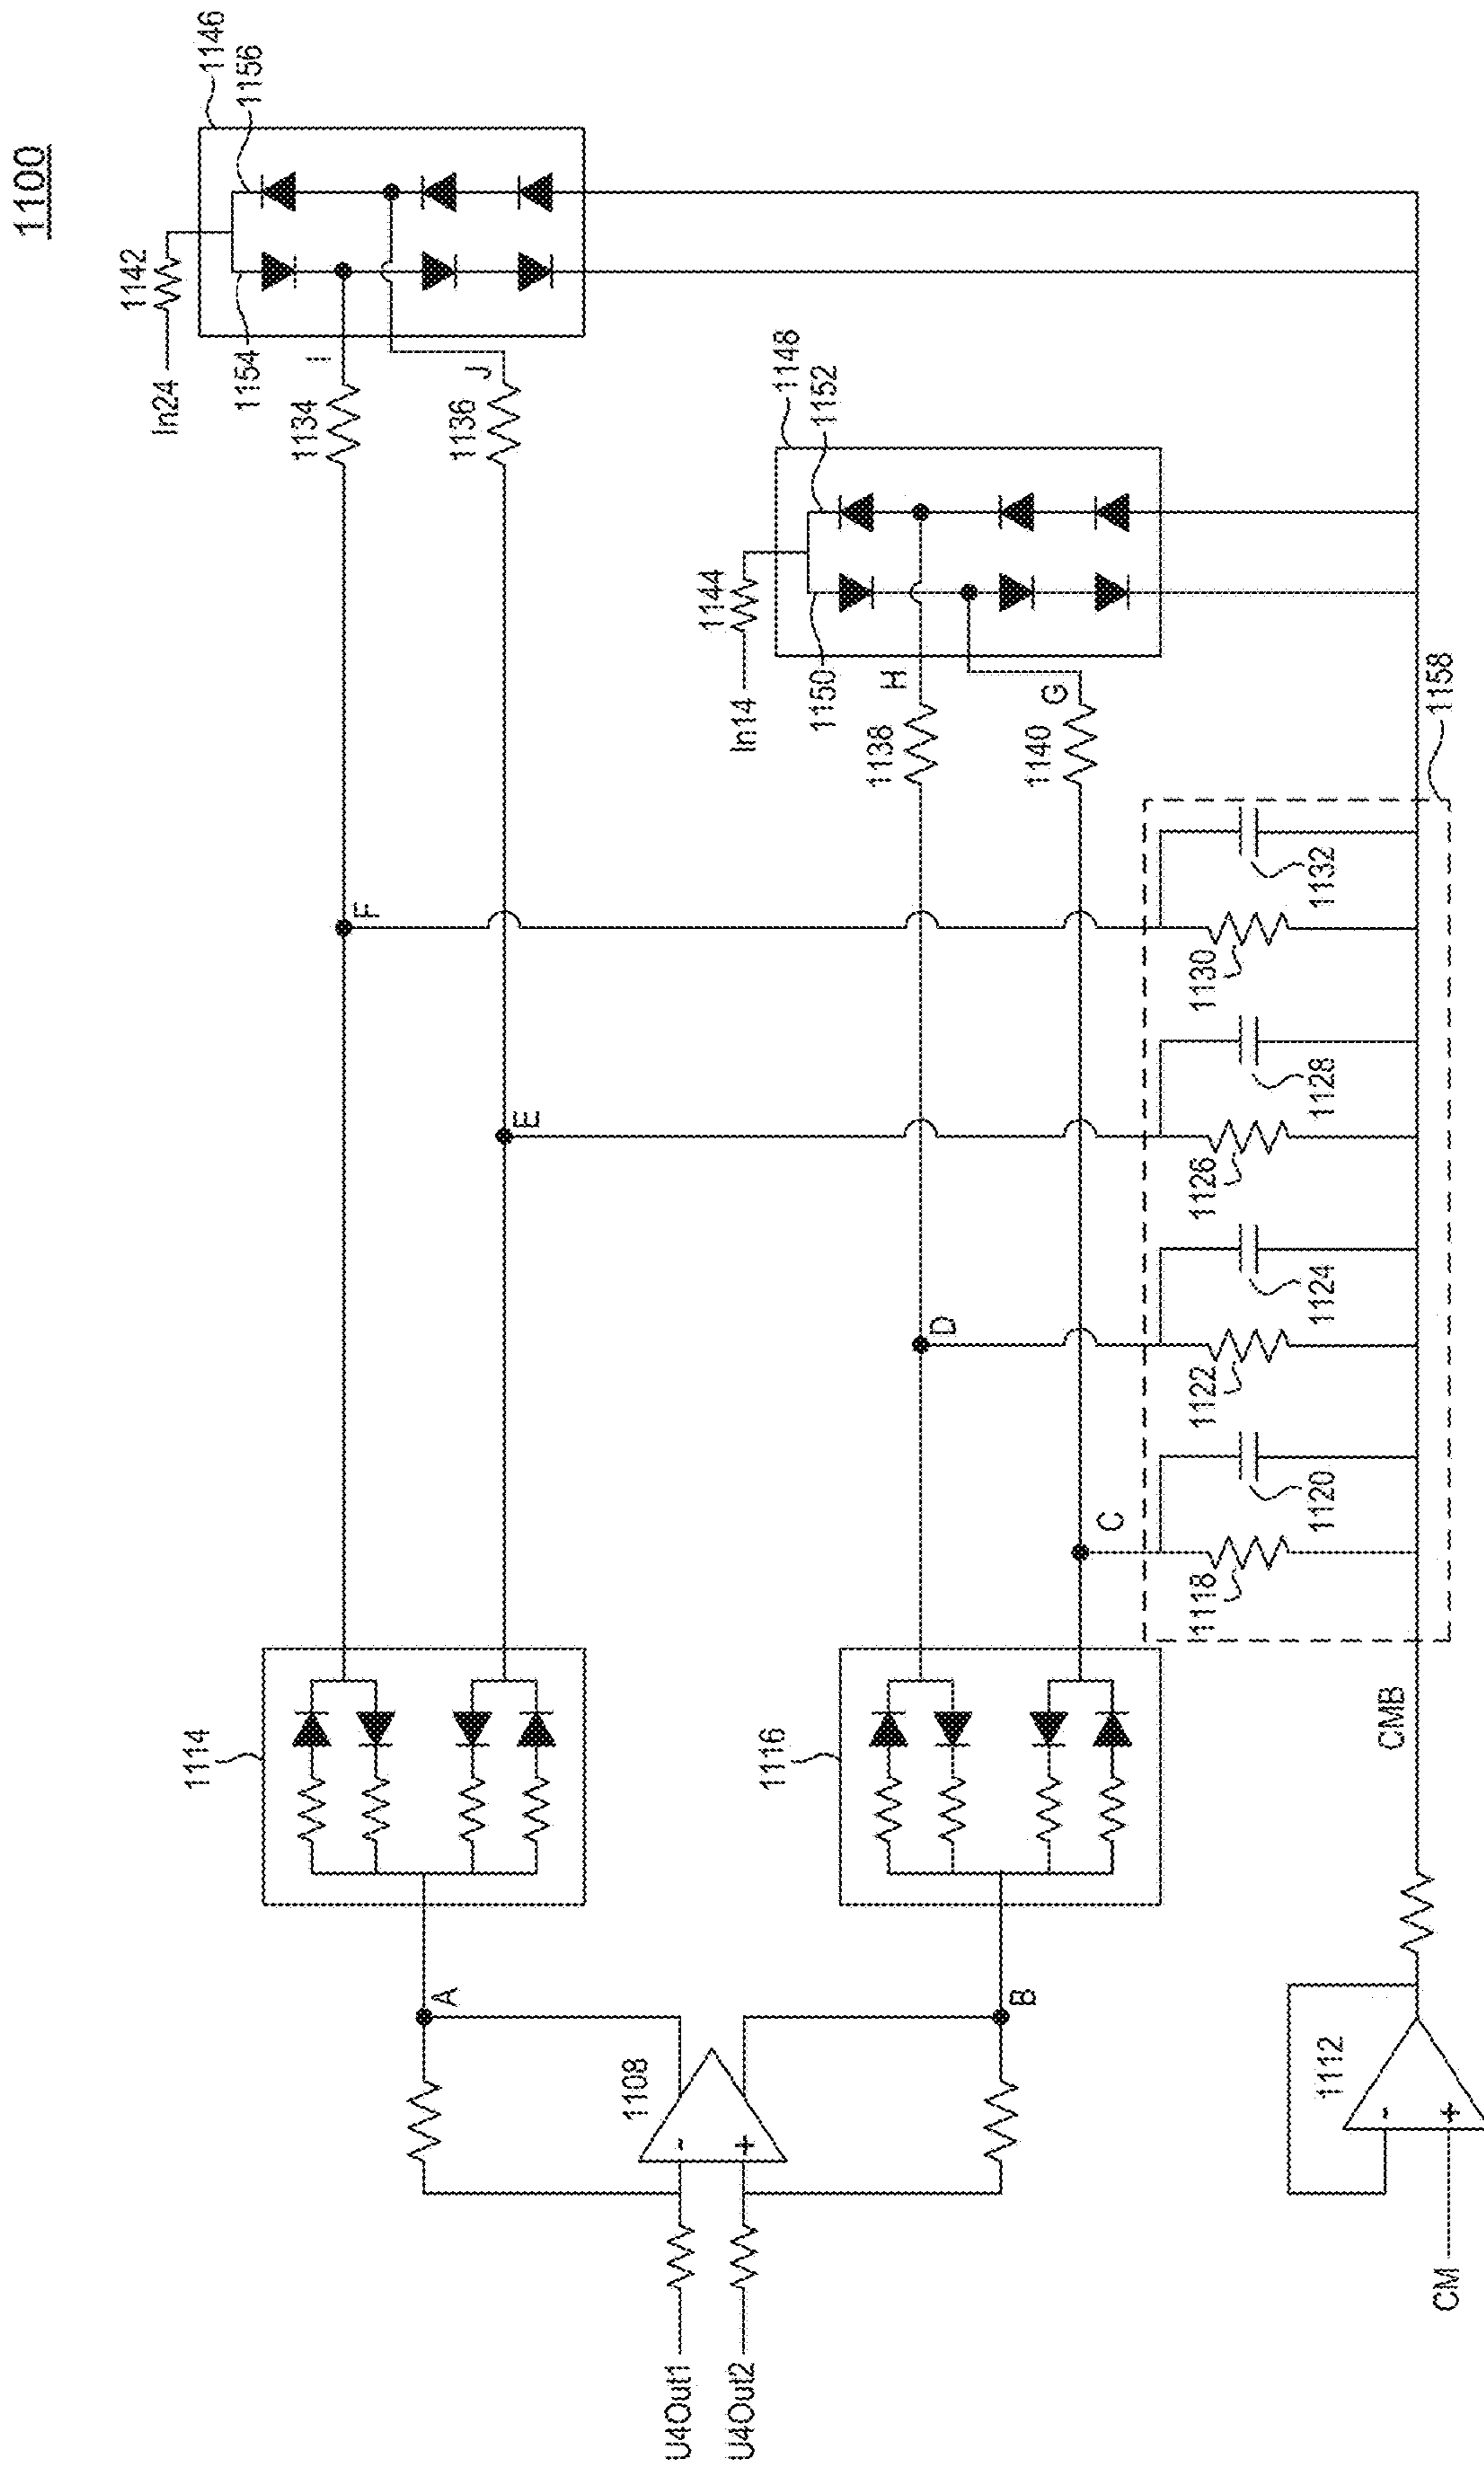 1100
1146
1156
1142
In24
1154
I
1134
J
1136
1148
1152
1144
In14
1150
H
1138
G
1140
1158
F
1132
1130
E
1128
1126
D
1124
1122
C
1120
1118
1114
1116
CMB
A
B
1108
-
+
1112
-
+
U4Out1
U4Out2
CM